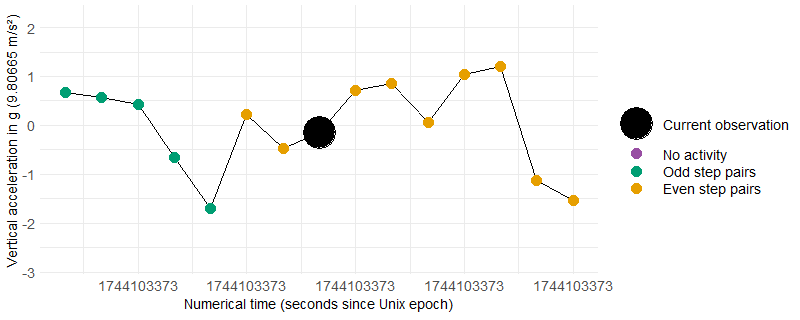 Vertical acceleration in g (9.80665 m/s²)
2
1
0
-1
-2
-3
1744103373 1744103373 1744103373 1744103373 1744103373
Numerical time (seconds since Unix epoch)
Current observation
No activity
Odd step pairs
Even step pairs